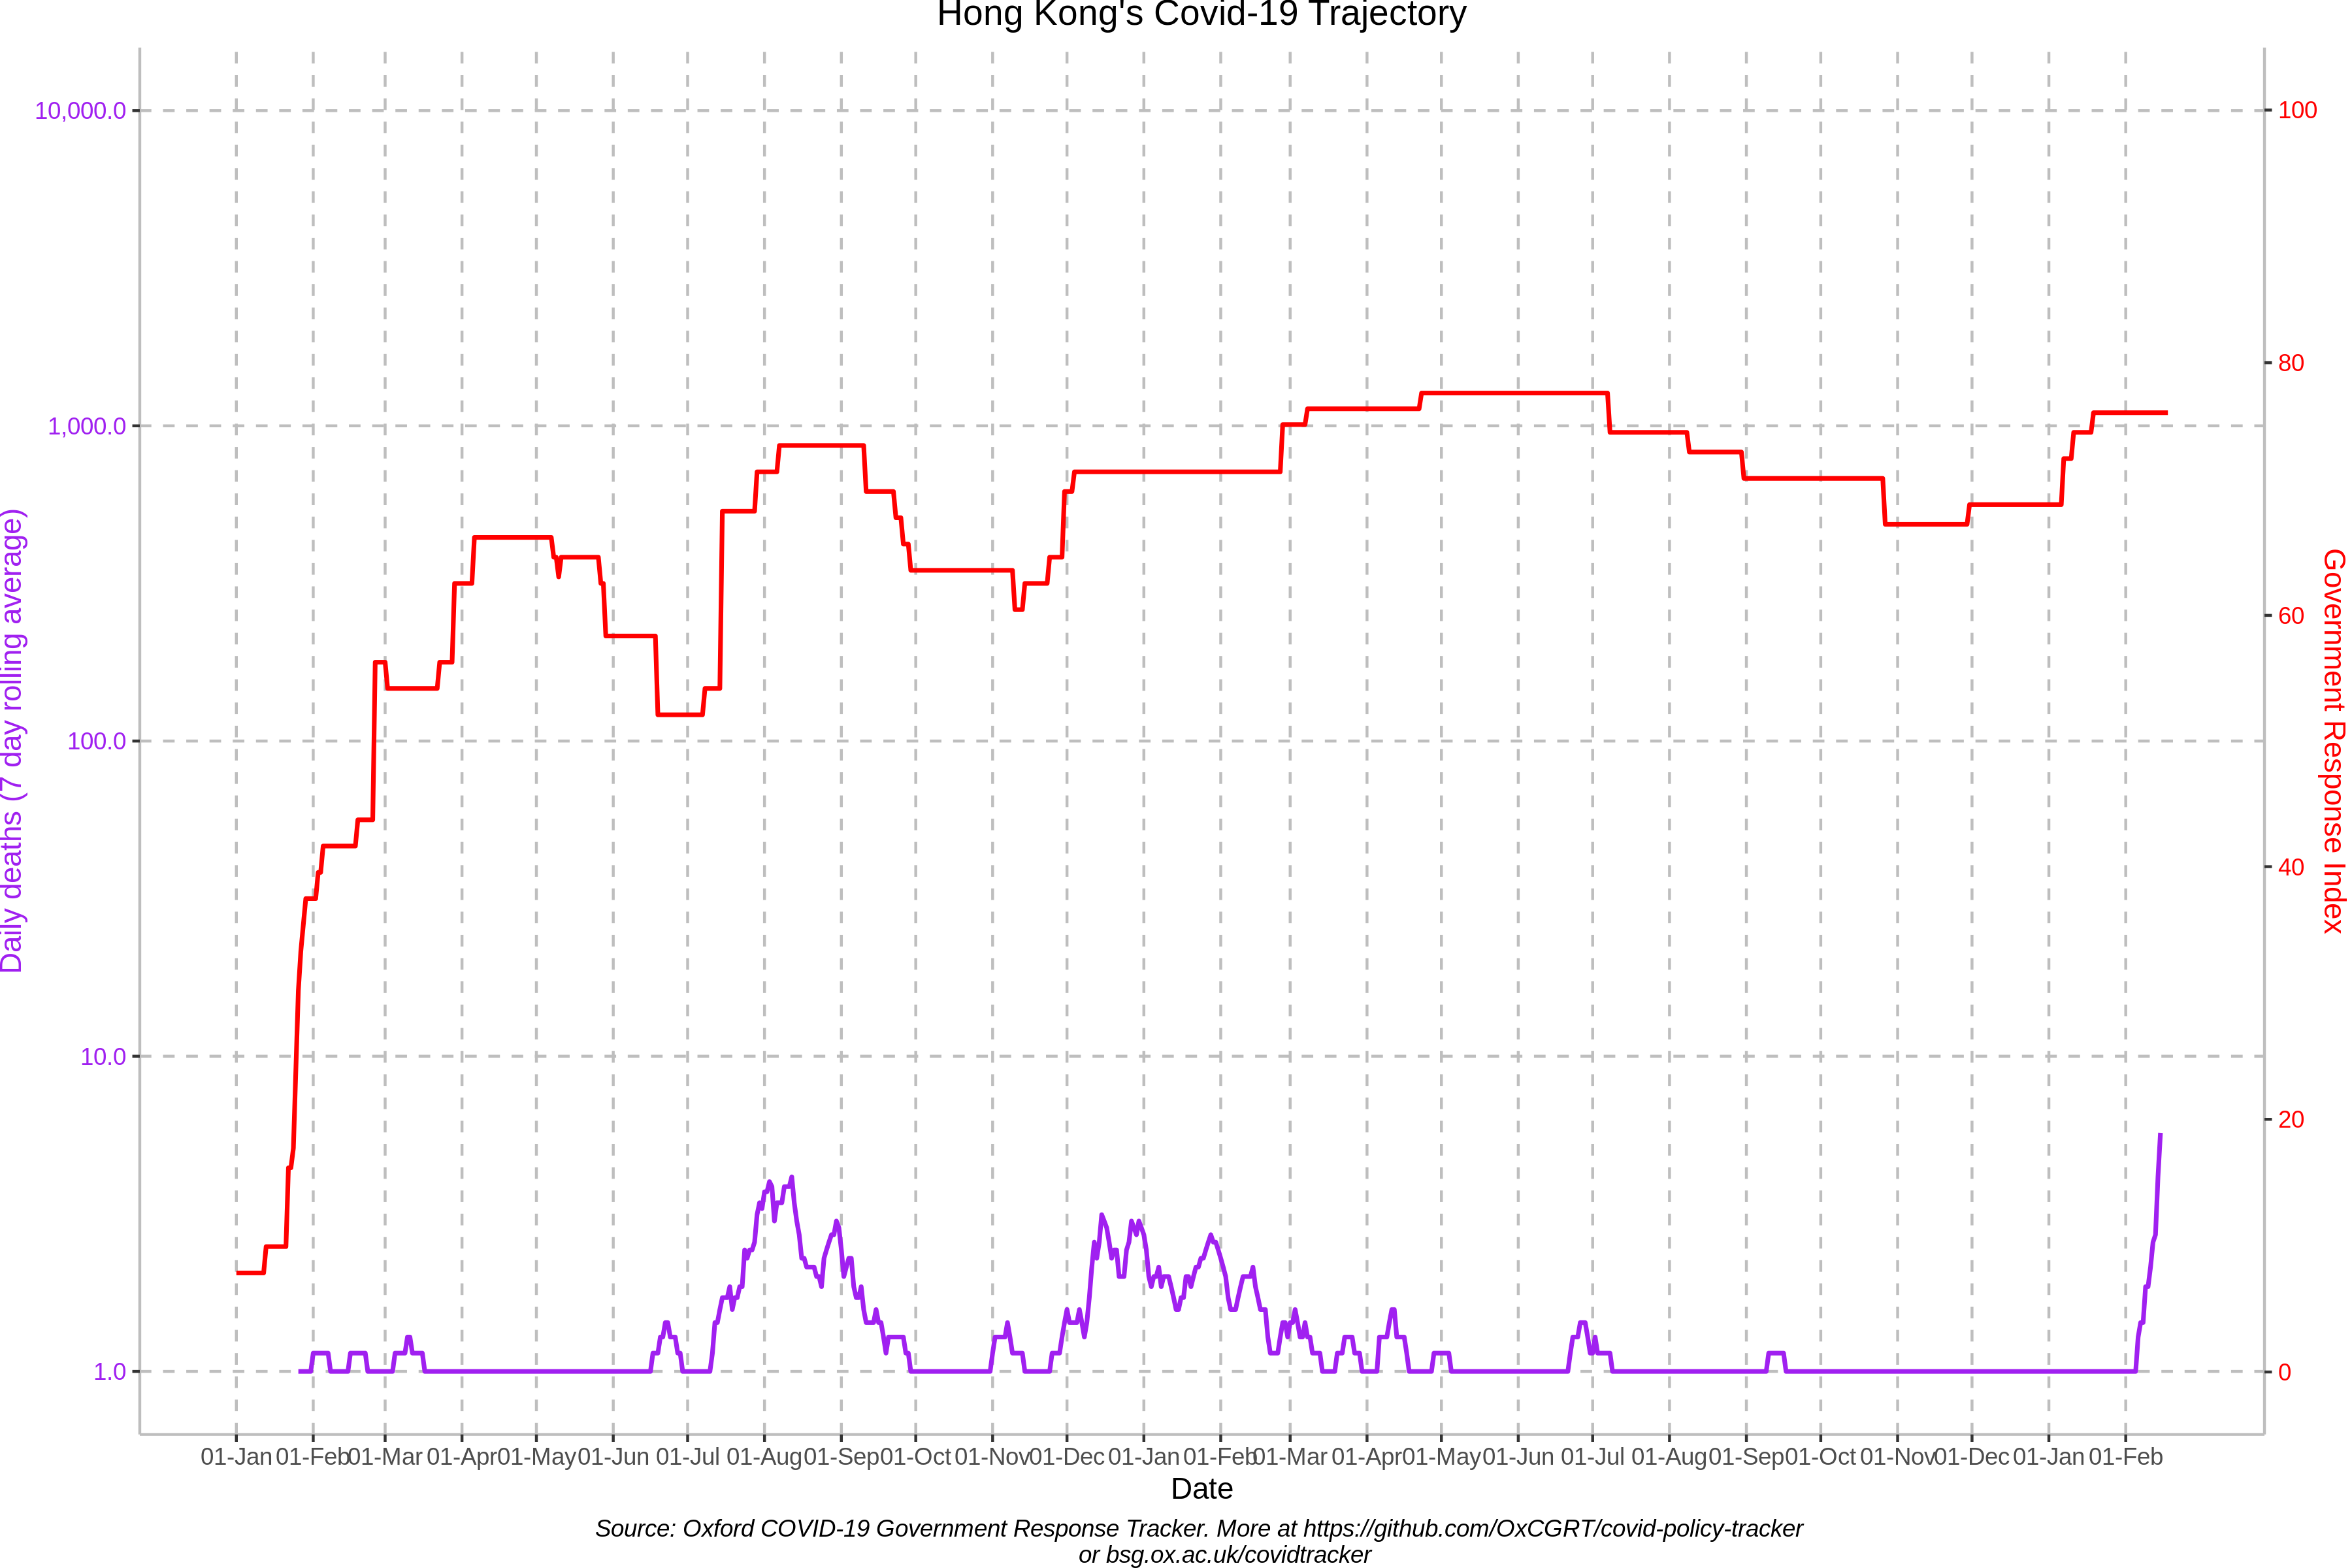 Hong Kong's Covid-19 Trajectory
10,000.0
1,000.0
100.0
10.0
1.0
Daily deaths (7 day rolling average)
100
80
60
40
20
0
Government Response Index
01-Jan 01-Feb 01-Mar 01-Apr 01-May 01-Jun 01-Jul 01-Aug 01-Sep 01-Oct 01-Nov 01-Dec 01-Jan 01-Feb 01-Mar 01-Apr 01-May 01-Jun 01-Jul 01-Aug 01-Sep 01-Oct 01-Nov 01-Dec 01-Jan 01-Feb
Date
Source: Oxford COVID-19 Government Response Tracker. More at https://github.com/OxCGRT/covid-policy-tracker
or bsg.ox.ac.uk/covidtracker